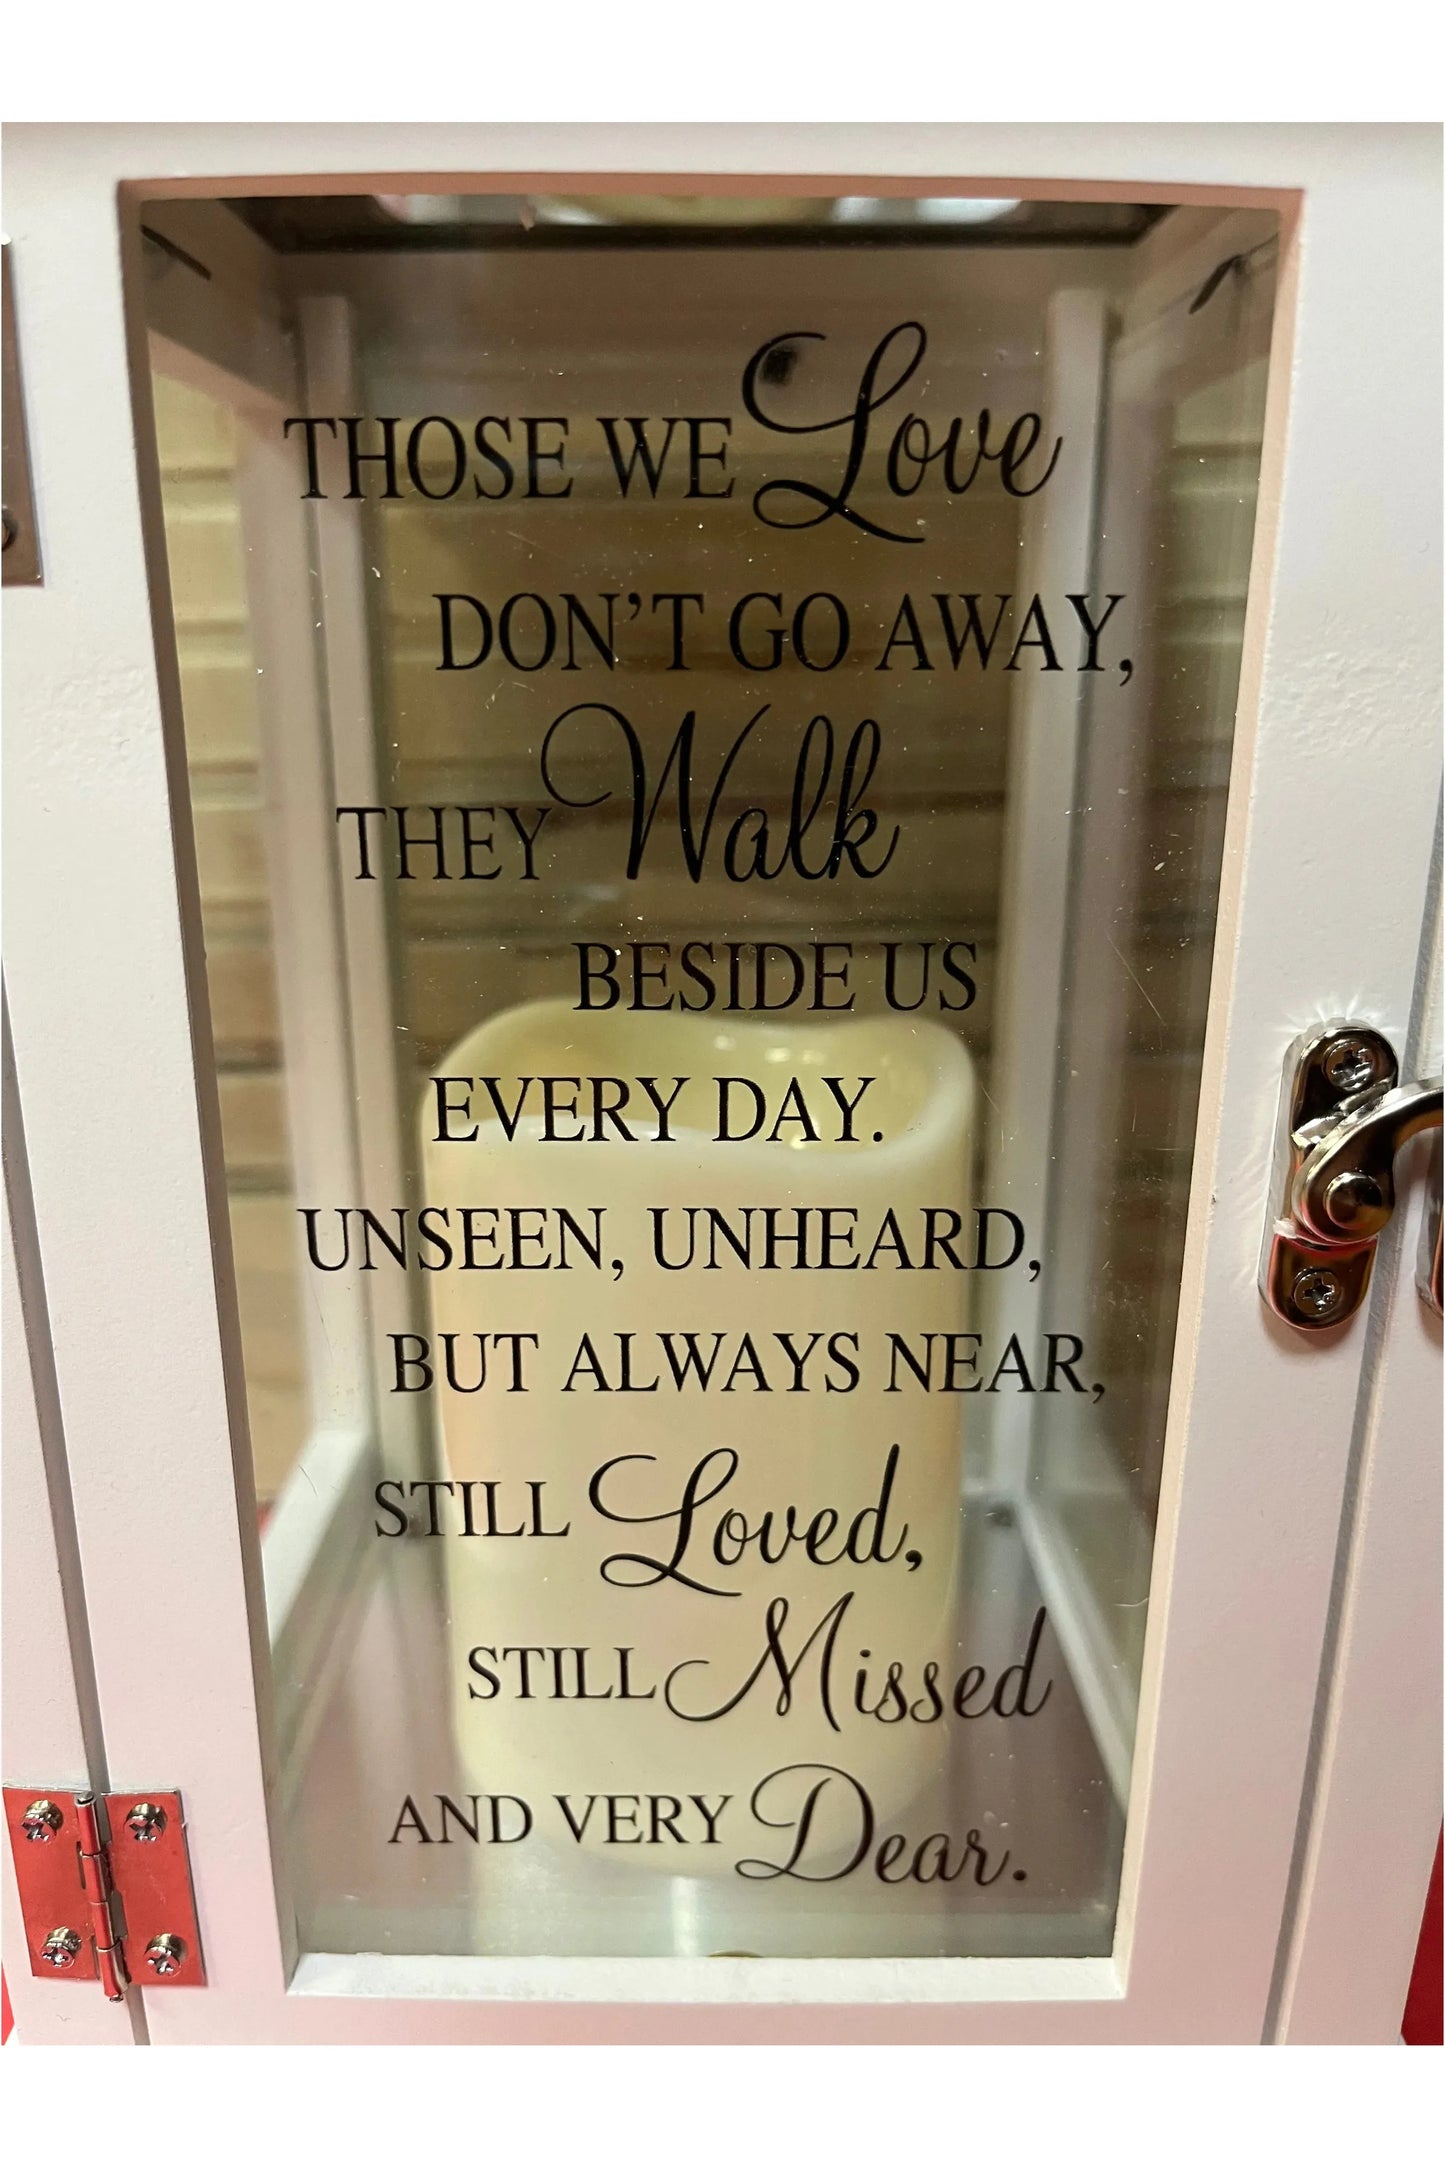 THOSE WE Love
DON'T GO AWAY,
THEY Walk
BESIDE US
EVERY DAY.
UNSEEN, UNHEARD,
BUT ALWAYS NEAR,
STILL Loved,
STILL Missed
AND VERY Dear.